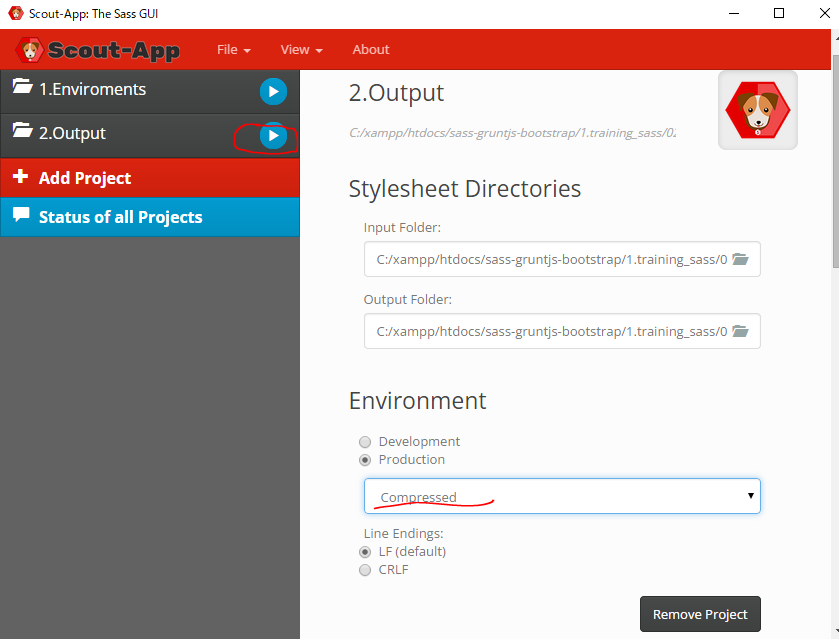 Scout-App: The Sass GUI
Scout-App File View About
1.Enviroments
2.Output
Add Project
Status of all Projects
2.Output
C:/xampp/htdocs/sass-gruntjs-bootstrap/1.training_sass/02
Stylesheet Directories
Input Folder:
C:/xampp/htdocs/sass-gruntjs-bootstrap/1.training_sass/0
Output Folder:
C:/xampp/htdocs/sass-gruntjs-bootstrap/1.training_sass/0
Environment
Development
Production
Compressed
Line Endings:
LF (default)
CRLF
Remove Project